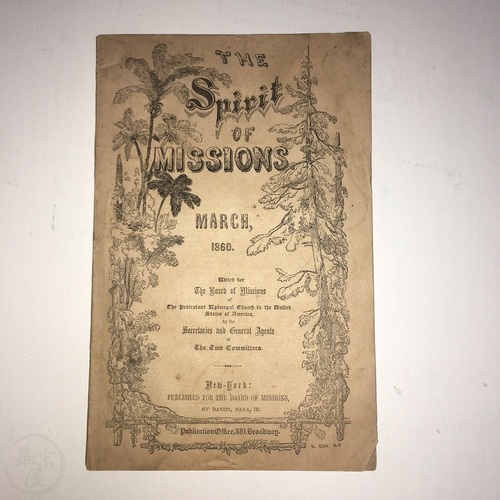 THE
Spirit
OF
MISSIONS.
MARCH,
1860.
Edited for
The Board of Missions
of
The Protestant Episcopal Church in the United
States of America,
by the
Secretaries and General Agents
of
The Two Committees.
New-York:
PUBLISHED FOR THE BOARD OF MISSIONS,
BY DANIEL DANA, JR.
Publication Office, 381 Broadway.